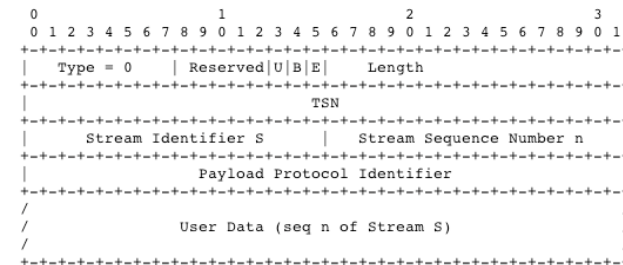 0                   1                   2                   3
0 1 2 3 4 5 6 7 8 9 0 1 2 3 4 5 6 7 8 9 0 1 2 3 4 5 6 7 8 9 0 1
+-+-+-+-+-+-+-+-+-+-+-+-+-+-+-+-+-+-+-+-+-+-+-+-+-+-+-+-+-+-+-+-
|   Type = 0    | Reserved|U|B|E|    Length
+-+-+-+-+-+-+-+-+-+-+-+-+-+-+-+-+-+-+-+-+-+-+-+-+-+-+-+-+-+-+-+-
|                              TSN
+-+-+-+-+-+-+-+-+-+-+-+-+-+-+-+-+-+-+-+-+-+-+-+-+-+-+-+-+-+-+-+-
|      Stream Identifier S      |   Stream Sequence Number n
+-+-+-+-+-+-+-+-+-+-+-+-+-+-+-+-+-+-+-+-+-+-+-+-+-+-+-+-+-+-+-+-
|                  Payload Protocol Identifier
+-+-+-+-+-+-+-+-+-+-+-+-+-+-+-+-+-+-+-+-+-+-+-+-+-+-+-+-+-+-+-+-
/
/                User Data (seq n of Stream S)
/
+-+-+-+-+-+-+-+-+-+-+-+-+-+-+-+-+-+-+-+-+-+-+-+-+-+-+-+-+-+-+-+-